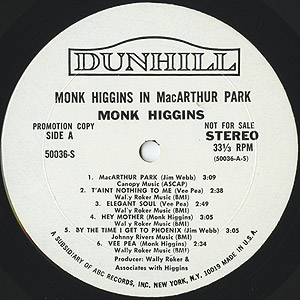 DUNHILL
MONK HIGGINS IN MacARTHUR PARK
MONK HIGGINS
PROMOTION COPY
SIDE A
50036-S
NOT FOR SALE
STEREO
33⅓ RPM
(50036-A-S)
1. MacARTHUR PARK (Jim Webb) 3:09
Canopy Music (ASCAP)
2. T'AINT NOTHING TO ME (Vee Pea) 3:48
Wally Roker Music (BMI)
3. ELEGANT SOUL (Vee Pea) 2:50
Wally Roker Music (BMI)
4. HEY MOTHER (Monk Higgins) 3:05
Wally Roker Music (BMI)
5. BY THE TIME I GET TO PHOENIX (Jim Webb) 2:59
Johnny Rivers Music (BMI)
6. VEE PEA (Monk Higgins) 2:05
Wally Roker Music (BMI)
Producer: Wally Roker &
Associates with Higgins
A SUBSIDIARY OF ABC RECORDS, INC., NEW YORK, N.Y. 10019 MADE IN U.S.A.